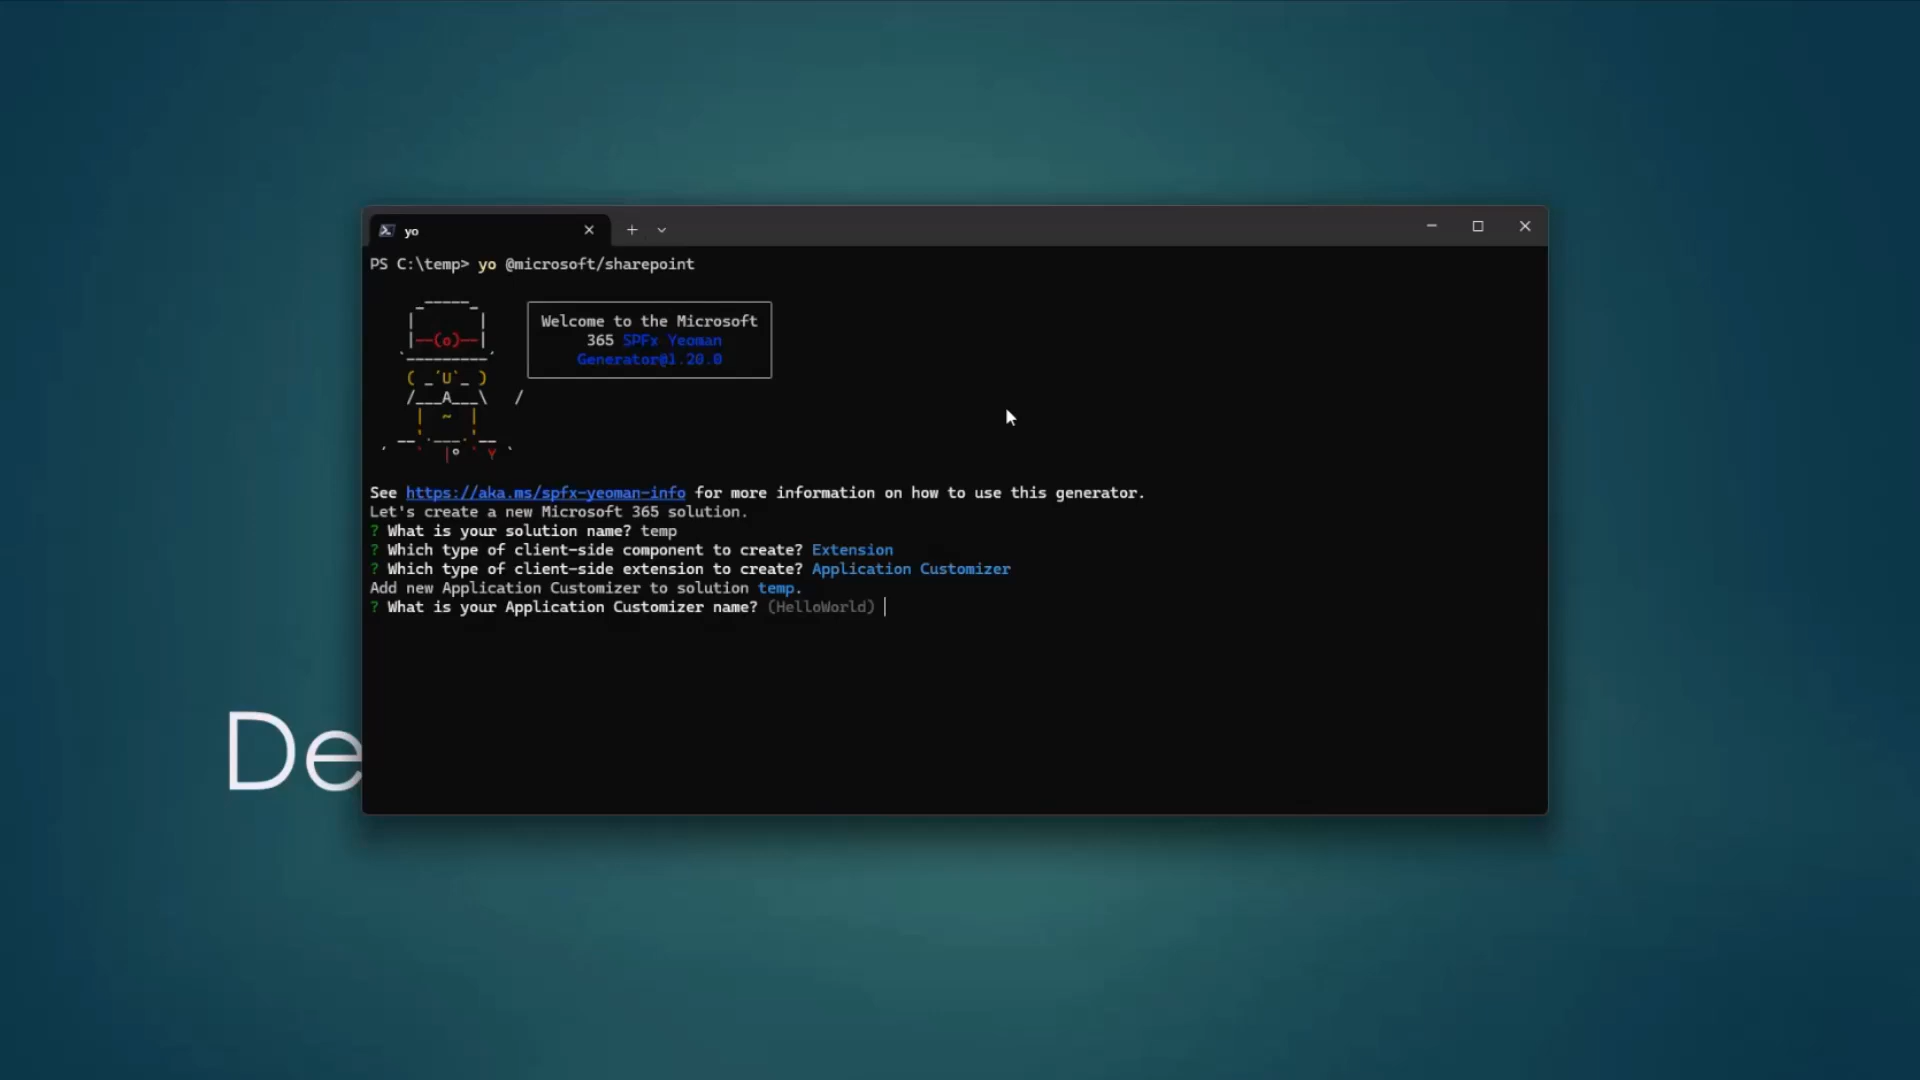 yo
PS C:\temp> yo @microsoft/sharepoint
Welcome to the Microsoft
365 SPFx Yeoman
Generator@1.20.0
See https://aka.ms/spfx-yeoman-info for more information on how to use this generator.
Let's create a new Microsoft 365 solution.
? What is your solution name? temp
? Which type of client-side component to create? Extension
? Which type of client-side extension to create? Application Customizer
Add new Application Customizer to solution temp.
? What is your Application Customizer name? (HelloWorld)
De